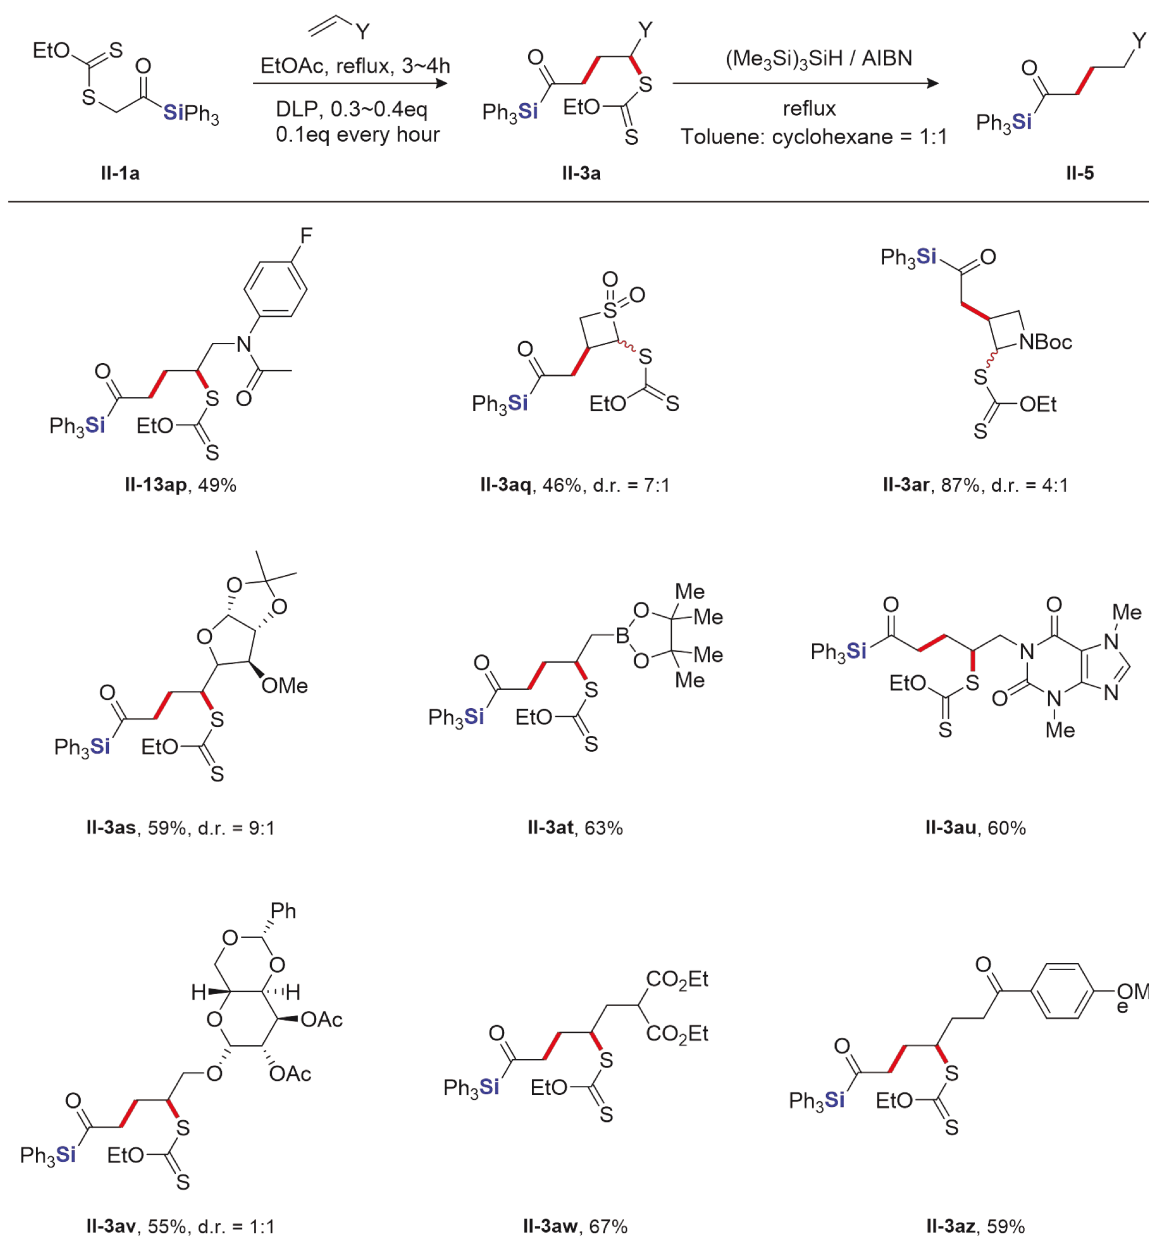 EtO
S
S
O
SiPh3
II-1a
Y
EtOAc, reflux, 3~4h
DLP, 0.3~0.4eq
0.1eq every hour
Y
O
Ph3Si
S
EtO
S
II-3a
(Me3Si)3SiH / AIBN
reflux
Toluene: cyclohexane = 1:1
Y
O
Ph3Si
II-5
F
N
O
O
S
Ph3Si
EtO
S
II-13ap, 49%
O
O
S
S
O
Ph3Si
EtO
S
II-3aq, 46%, d.r. = 7:1
Ph3Si
O
NBoc
S
OEt
S
II-3ar, 87%, d.r. = 4:1
O
O
O
OMe
O
S
Ph3Si
EtO
S
II-3as, 59%, d.r. = 9:1
Me
O
Me
B
O
Me
Me
O
S
Ph3Si
EtO
S
II-3at, 63%
O
O
Me
N
Ph3Si
N
EtO
S
O
N
N
S
Me
II-3au, 60%
Ph
O
O
H
H
O
OAc
O
OAc
O
S
Ph3Si
EtO
S
II-3av, 55%, d.r. = 1:1
CO2Et
CO2Et
O
S
Ph3Si
EtO
S
II-3aw, 67%
O
OM
e
O
S
Ph3Si
EtO
S
II-3az, 59%